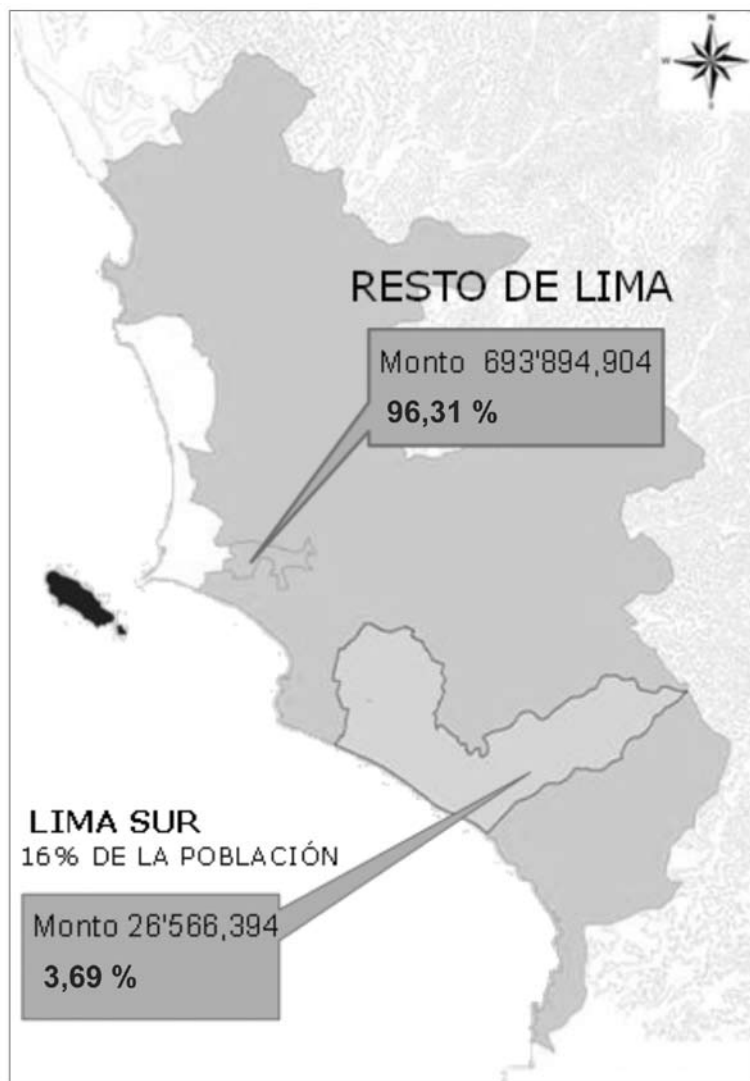 N
RESTO DE LIMA
Monto 693'894,904
96,31 %
LIMA SUR
16% DE LA POBLACIÓN
Monto 26'566,394
3,69 %